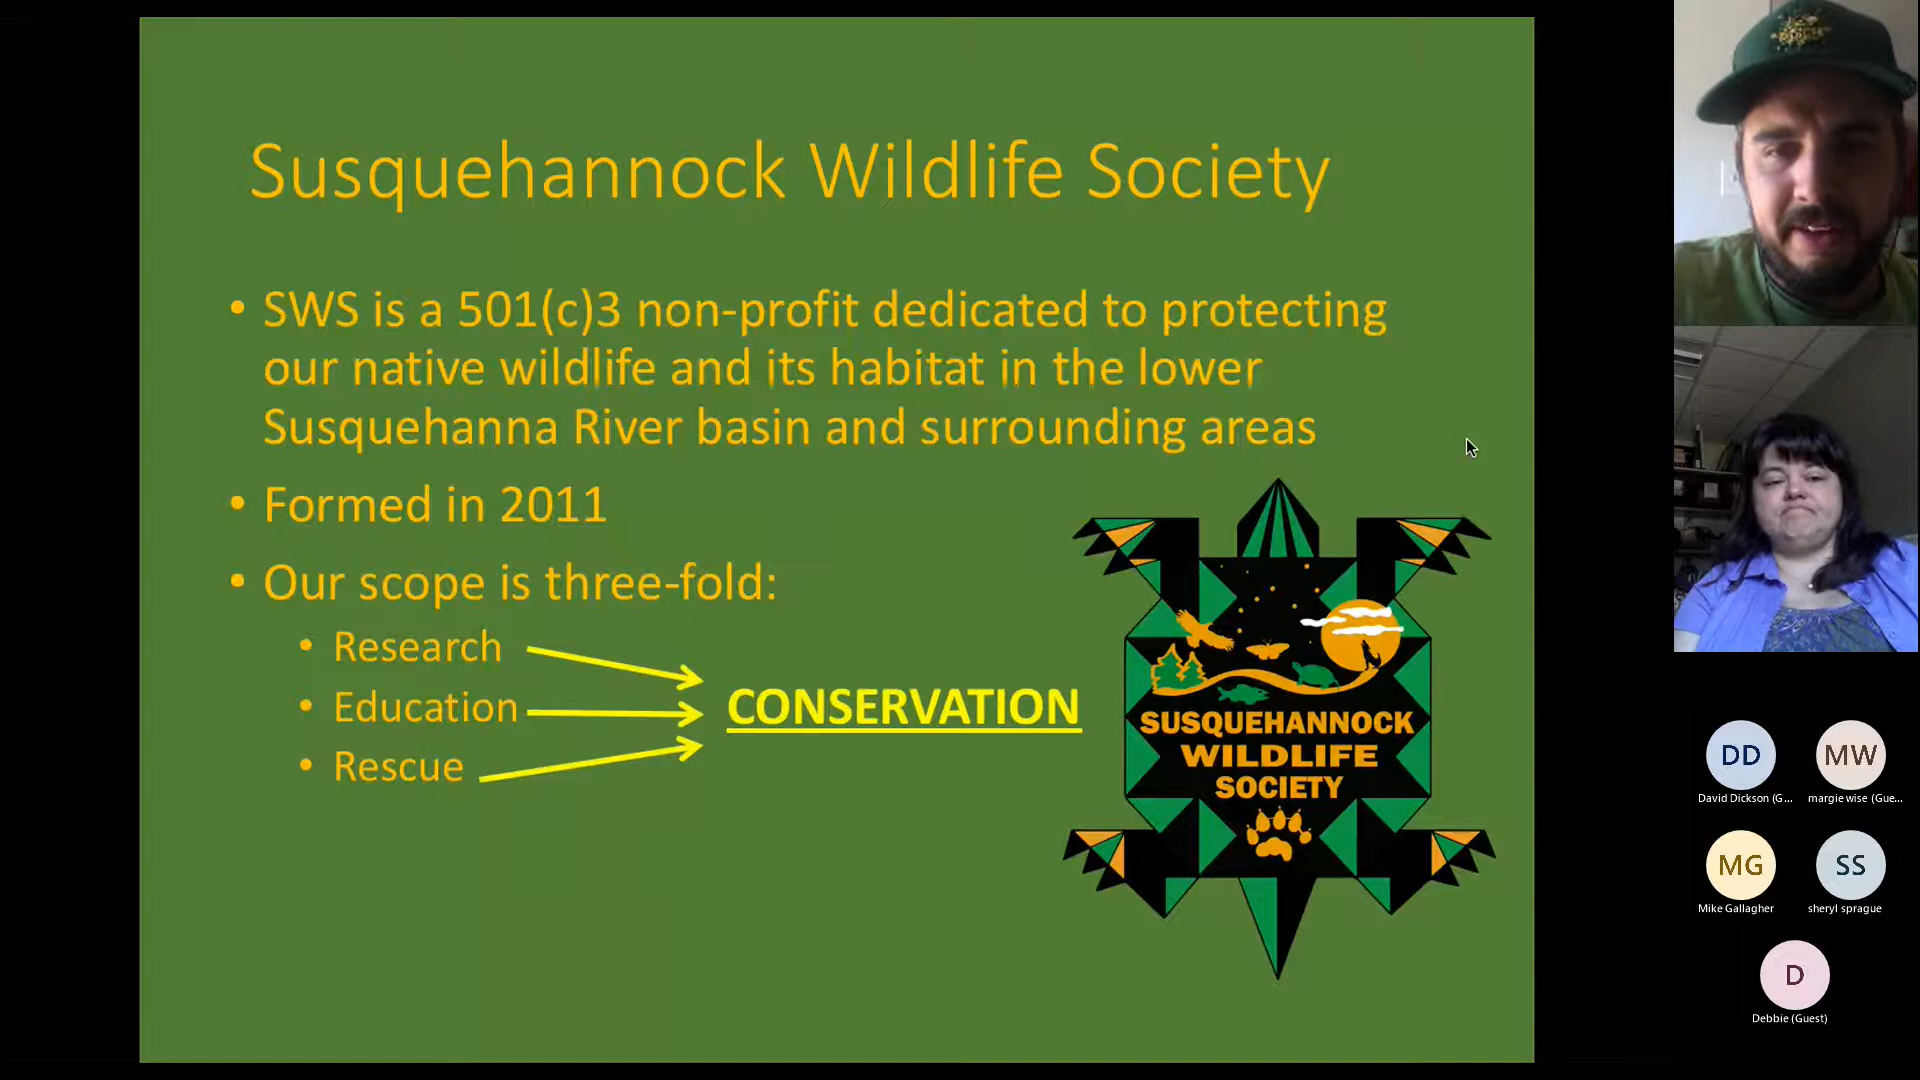 Susquehannock Wildlife Society
• SWS is a 501(c)3 non-profit dedicated to protecting
our native wildlife and its habitat in the lower
Susquehanna River basin and surrounding areas
• Formed in 2011
• Our scope is three-fold:
• Research
• Education
• Rescue
CONSERVATION
SUSQUEHANNOCK
WILDLIFE
SOCIETY
DD
David Dickson (G...
MW
margie wise (Gue...
MG
Mike Gallagher
SS
sheryl sprague
D
Debbie (Guest)